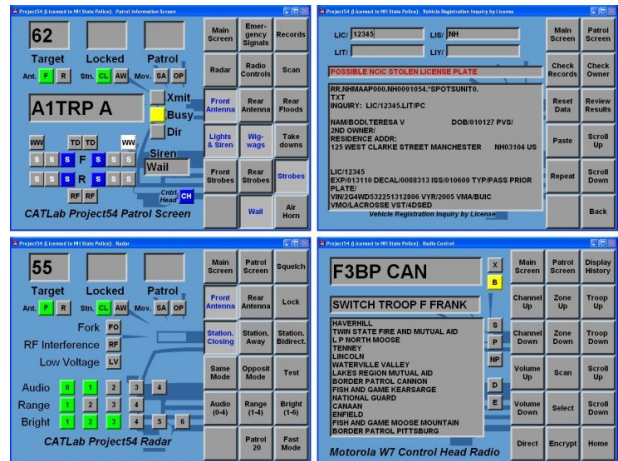 Project54 (Licensed to NH State Police): Patrol Information Screen
62
Target Locked Patrol
Ant. F R Stn. CL AW Mov. SA OP
A1TRP A
Xmit
Busy
Dir
Siren
Wail
WW TD TD WW
S S S F S S S
S S S R S S S
RF RF
Cntrl. Head CH
CATLab Project54 Patrol Screen
Main Screen
Emergency Signals
Records
Radar
Radio Controls
Scan
Front Antenna
Rear Antenna
Rear Floods
Lights & Siren
Wig-wags
Take downs
Front Strobes
Rear Strobes
Strobes
Wail
Air Horn
Project54 (Licensed to NH State Police): Vehicle Registration Inquiry by License
LIC/ 12345 LIS/ NH
LIT/ LIY/
POSSIBLE NCIC STOLEN LICENSE PLATE
RR.NHMAAP000.NH0091054.*SPOTSUNIT0.
TXT
INQUIRY: LIC/12345.LIT/PC
NAM/BODI,TERESA V DOB/010127 PVS/
2ND OWNER/
RESIDENCE ADDR:
125 WEST CLARKE STREET MANCHESTER NH03104 US
LIC/12345
EXP/013110 DECAL/0088313 ISS/010609 TYP/PASS PRIOR
PLATE/
VIN/2G4WD532251312806 VYR/2005 VMA/BUIC
VMO/LACROSSE VST/4DSED
Vehicle Registration Inquiry by License
Main Screen
Patrol Screen
Check Records
Check Owner
Reset Data
Review Results
Paste
Scroll Up
Repeat
Scroll Down
Back
Project54 (Licensed to NH State Police): Radar
55
Target Locked Patrol
Ant. F R Stn. CL AW Mov. SA OP
Fork FO
RF Interference RF
Low Voltage LV
Audio 0 1 2 3 4
Range 1 2 3 4
Bright 1 2 3 4 5 6
CATLab Project54 Radar
Main Screen
Patrol Screen
Squelch
Front Antenna
Rear Antenna
Lock
Station. Closing
Station. Away
Station. Bidirect.
Same Mode
Opposit Mode
Test
Audio (0-4)
Range (1-4)
Bright (1-6)
Patrol 20
Fast Mode
Project54 (Licensed to NH State Police): Radio Control
F3BP CAN
X
B
SWITCH TROOP F FRANK
S
P
NP
D
E
HAVERHILL
TWIN STATE FIRE AND MUTUAL AID
L P NORTH MOOSE
TENNEY
LINCOLN
WATERVILLE VALLEY
LAKES REGION MUTUAL AID
BORDER PATROL CANNON
FISH AND GAME KEARSARGE
NATIONAL GUARD
CANAAN
ENFIELD
FISH AND GAME MOOSE MOUNTAIN
BORDER PATROL PITTSBURG
Motorola W7 Control Head Radio
Main Screen
Patrol Screen
Display History
Channel Up
Zone Up
Troop Up
Channel Down
Zone Down
Troop Down
Volume Up
Scan
Scroll Up
Volume Down
Select
Scroll Down
Direct
Encrypt
Home